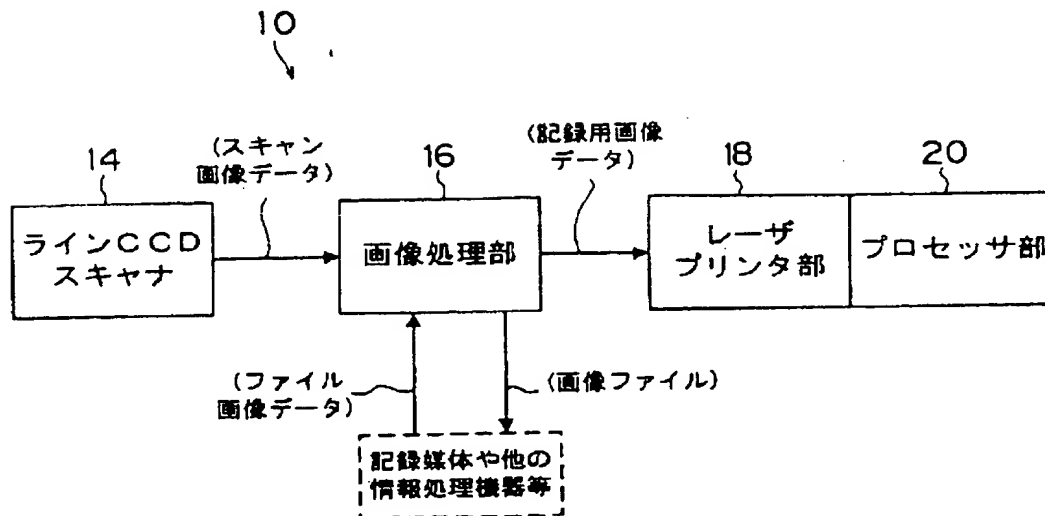 10
(スキャン
画像データ)
(記録用画像
データ)
14
16
18
20
ラインCCD
スキャナ
画像処理部
レーザ
プリンタ部
プロセッサ部
(ファイル
画像データ)
(画像ファイル)
記録媒体や他の
情報処理機器等